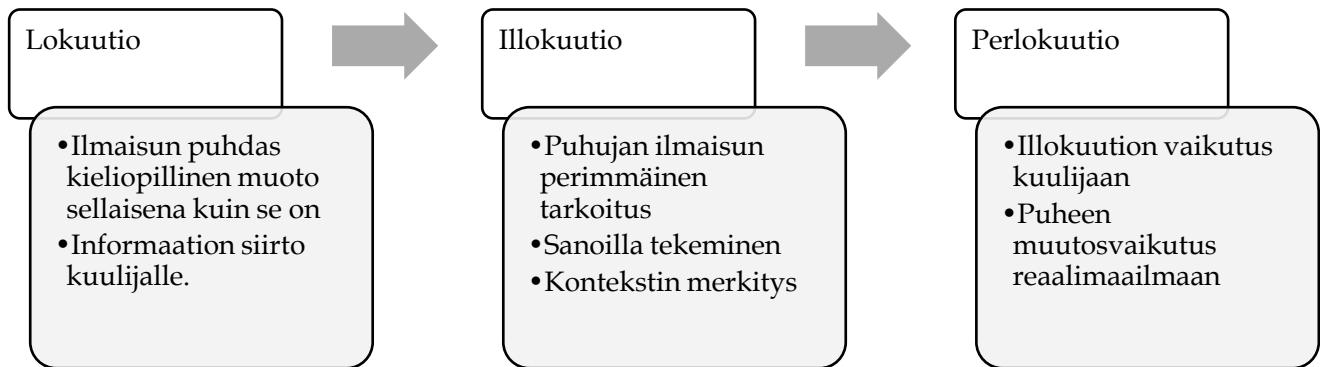 Lokuutio
•Ilmaisun puhdas
kieliopillinen muoto
sellaisena kuin se on
•Informaation siirto
kuulijalle.
Illokuutio
•Puhujan ilmaisun
perimmäinen
tarkoitus
•Sanoilla tekeminen
•Kontekstin merkitys
Perlokuutio
•Illokuution vaikutus
kuulijaan
•Puheen
muutosvaikutus
reaalimaailmaan